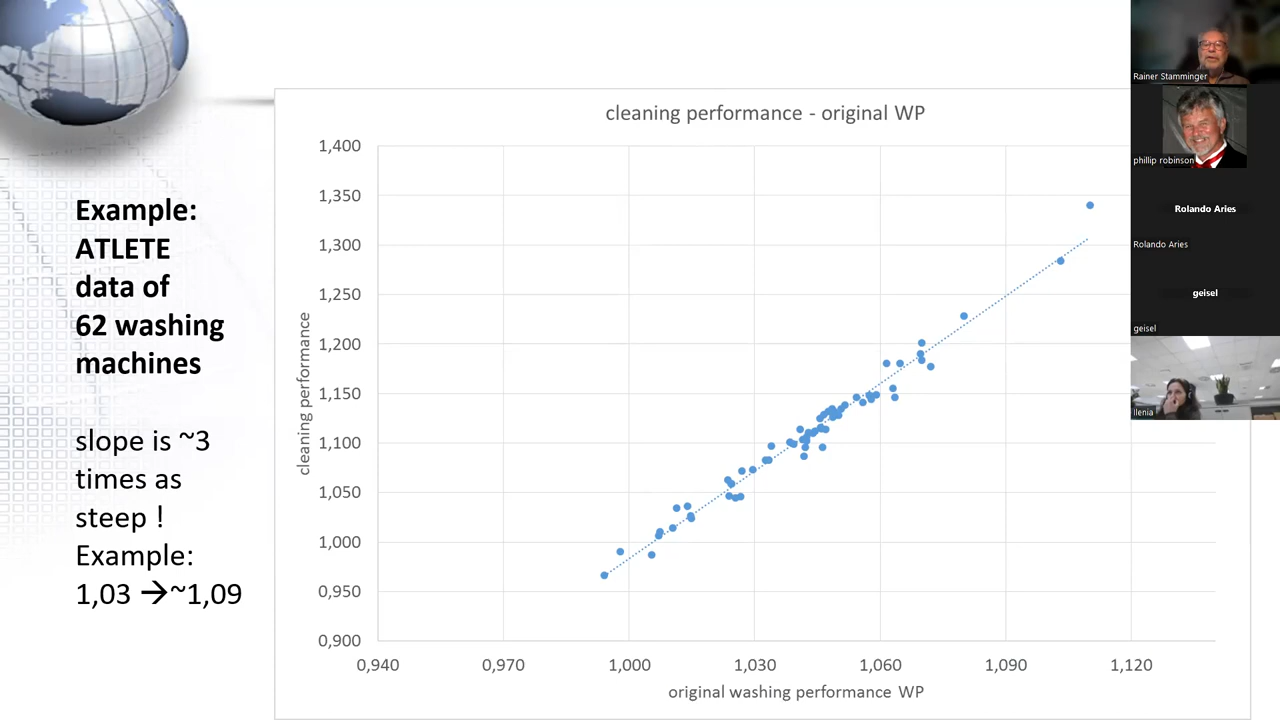 Example:
ATLETE
data of
62 washing
machines
slope is ~3
times as
steep !
Example:
1,03 →~1,09
cleaning performance - original WP
1,400
1,350
1,300
1,250
1,200
1,150
1,100
1,050
1,000
0,950
0,900
cleaning performance
0,940 0,970 1,000 1,030 1,060 1,090 1,120
original washing performance WP
Rainer Stamminger
phillip robinson
Rolando Aries
Rolando Aries
geisel
geisel
Ilenia